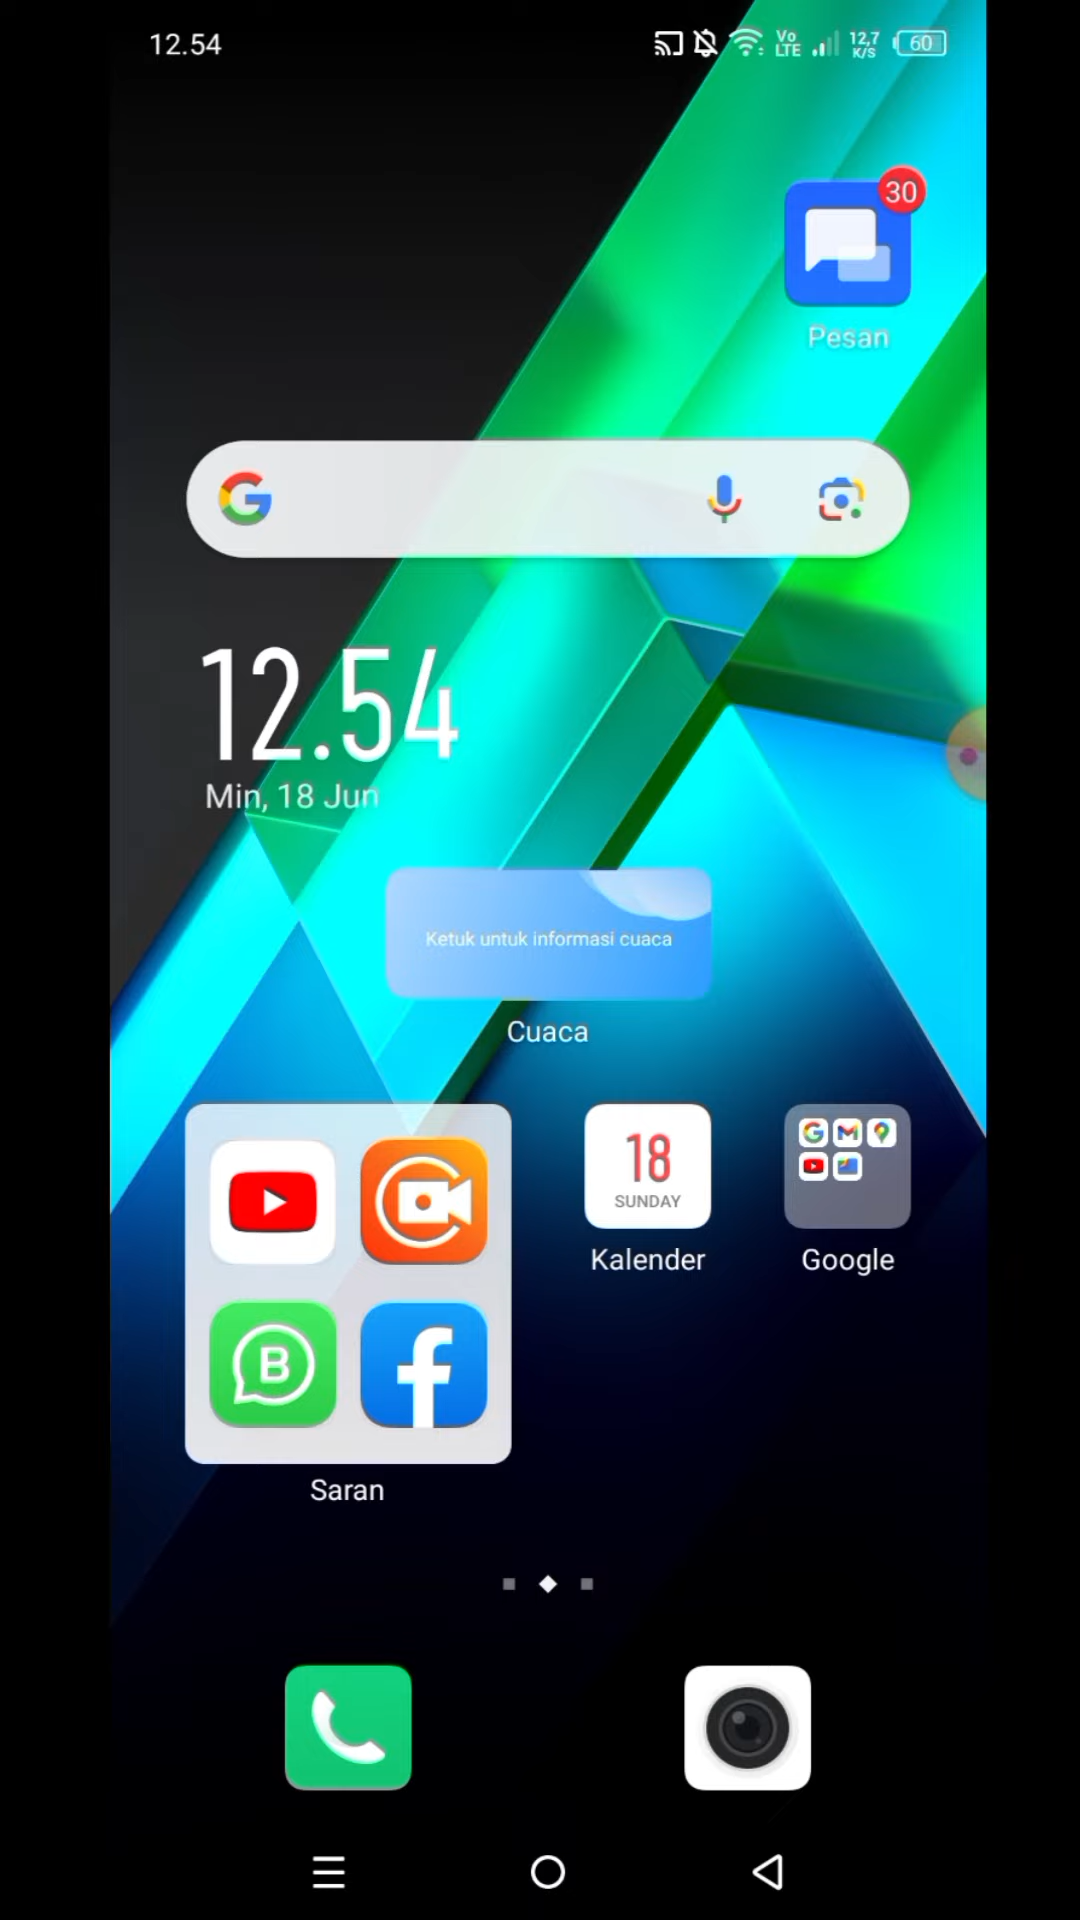 12.54
Vo
LTE
12,7
K/S
60
30
Pesan
12.54
Min, 18 Jun
Ketuk untuk informasi cuaca
Cuaca
18
SUNDAY
Kalender
Google
B
Saran